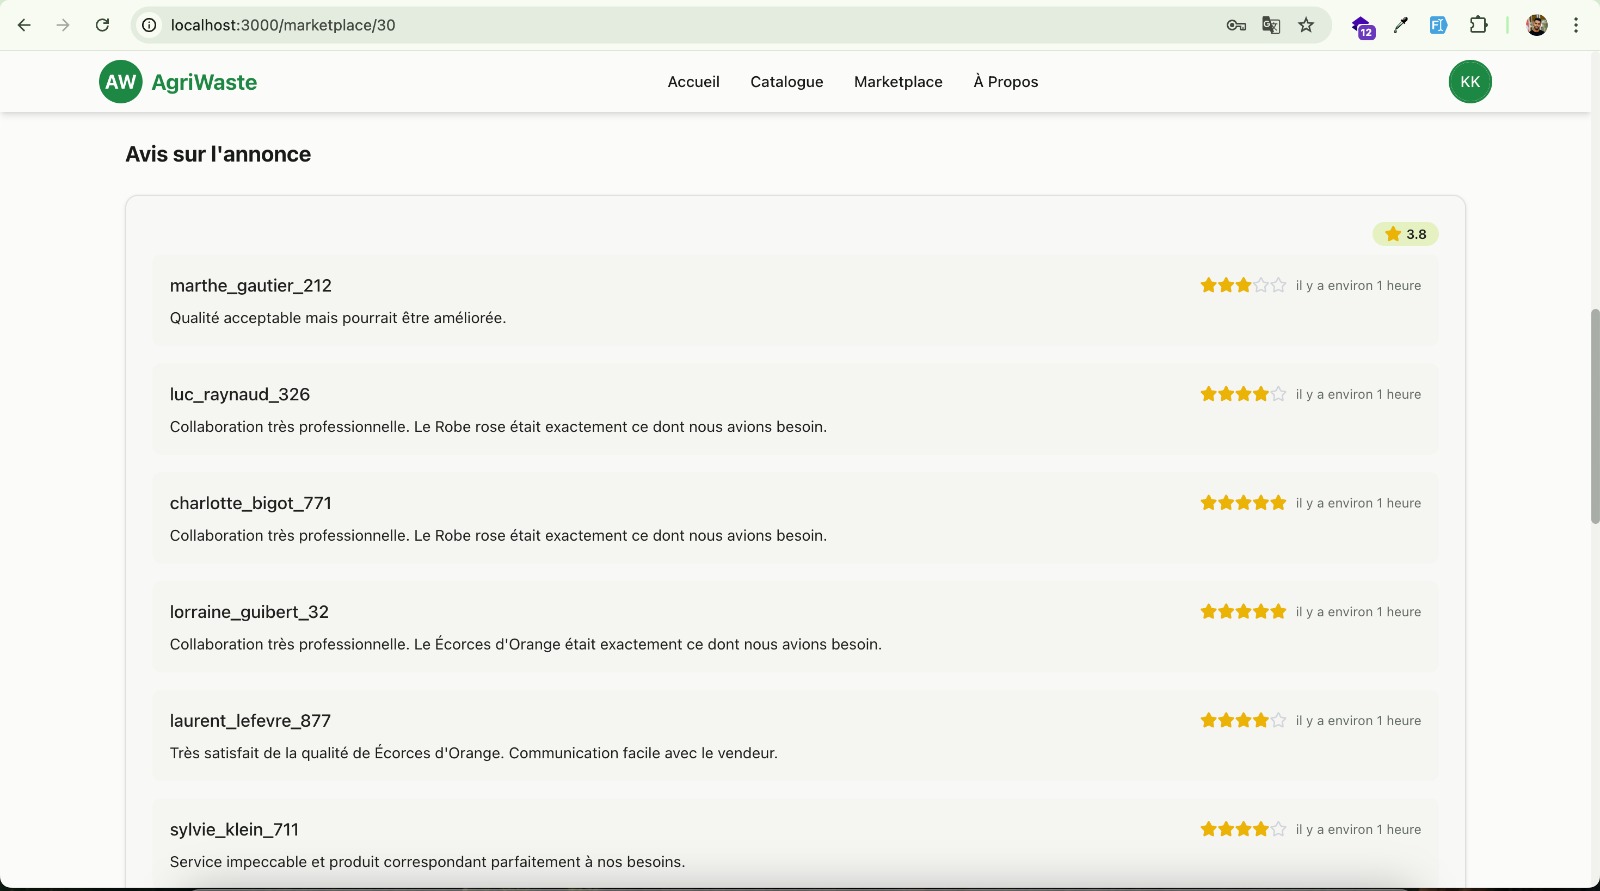 localhost:3000/marketplace/30
12
AW AgriWaste
Accueil Catalogue Marketplace À Propos
KK
Avis sur l'annonce
3.8
marthe_gautier_212
il y a environ 1 heure
Qualité acceptable mais pourrait être améliorée.
luc_raynaud_326
il y a environ 1 heure
Collaboration très professionnelle. Le Robe rose était exactement ce dont nous avions besoin.
charlotte_bigot_771
il y a environ 1 heure
Collaboration très professionnelle. Le Robe rose était exactement ce dont nous avions besoin.
lorraine_guibert_32
il y a environ 1 heure
Collaboration très professionnelle. Le Écorces d'Orange était exactement ce dont nous avions besoin.
laurent_lefevre_877
il y a environ 1 heure
Très satisfait de la qualité de Écorces d'Orange. Communication facile avec le vendeur.
sylvie_klein_711
il y a environ 1 heure
Service impeccable et produit correspondant parfaitement à nos besoins.